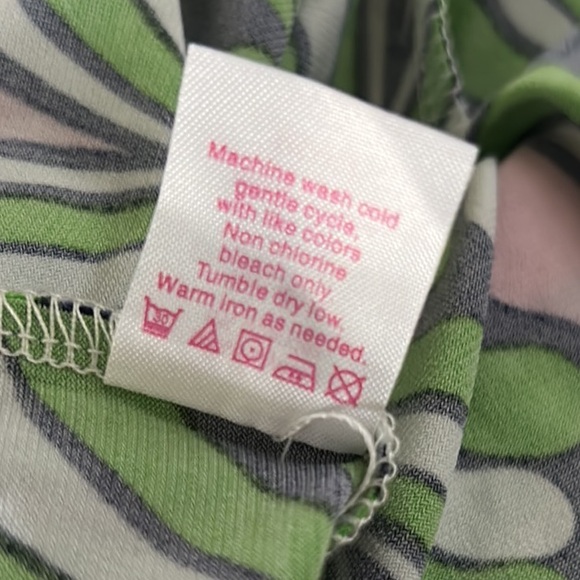 Machine wash cold
gentle cycle,
with like colors
Non chlorine
bleach only
Tumble dry low,
Warm iron as needed.
30